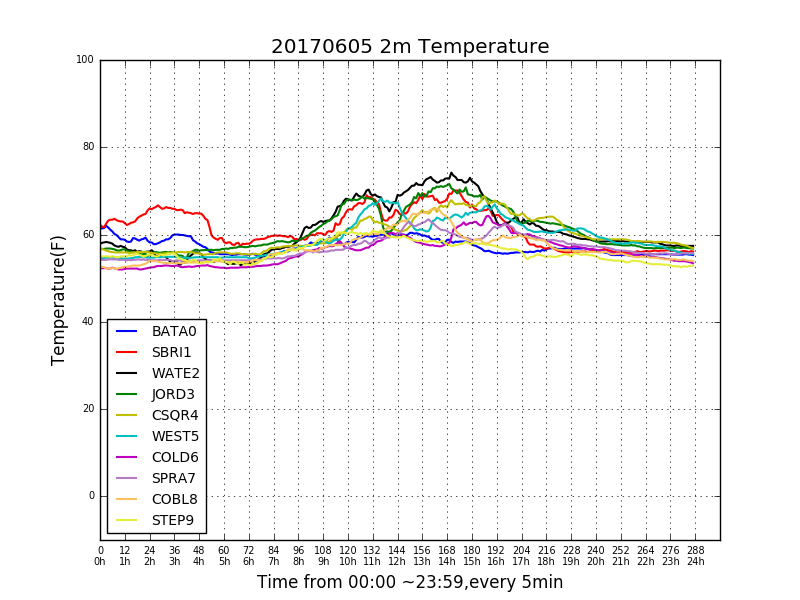 20170605 2m Temperature
Temperature(F)
100
80
60
40
20
0
BATA0
SBRI1
WATE2
JORD3
CSQR4
WEST5
COLD6
SPRA7
COBL8
STEP9
0 12 24 36 48 60 72 84 96 108 120 132 144 156 168 180 192 204 216 228 240 252 264 276 288
0h 1h 2h 3h 4h 5h 6h 7h 8h 9h 10h 11h 12h 13h 14h 15h 16h 17h 18h 19h 20h 21h 22h 23h 24h
Time from 00:00 ~23:59,every 5min